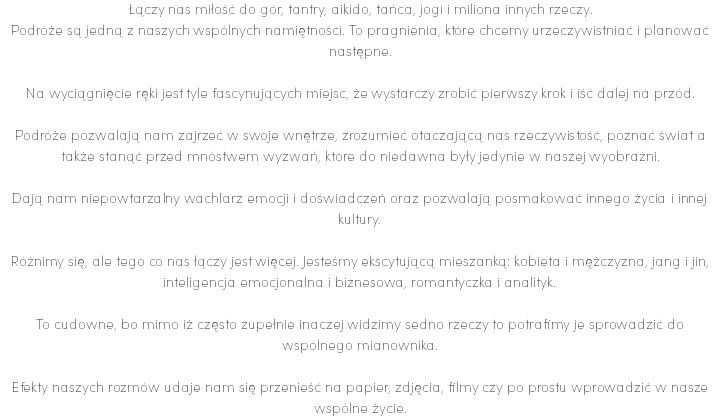 Łączy nas miłość do gór, tantry, aikido, tańca, jogi i miliona innych rzeczy.
Podróże są jedną z naszych wspólnych namiętności. To pragnienia, które chcemy urzeczywistniać i planować
następne.
Na wyciągnięcie ręki jest tyle fascynujących miejsc, że wystarczy zrobić pierwszy krok i iść dalej na przód.
Podróże pozwalają nam zajrzeć w swoje wnętrze, zrozumieć otaczającą nas rzeczywistość, poznać świat a
także stanąć przed mnóstwem wyzwań, które do niedawna były jedynie w naszej wyobraźni.
Dają nam niepowtarzalny wachlarz emocji i doświadczeń oraz pozwalają posmakować innego życia i innej
kultury.
Różnimy się, ale tego co nas łączy jest więcej. Jesteśmy ekscytującą mieszanką: kobieta i mężczyzna, jang i jin,
inteligencja emocjonalna i biznesowa, romantyczka i analityk.
To cudowne, bo mimo iż często zupełnie inaczej widzimy sedno rzeczy to potrafimy je sprowadzić do
wspólnego mianownika.
Efekty naszych rozmów udaje nam się przenieść na papier, zdjęcia, filmy czy po prostu wprowadzić w nasze
wspólne życie.